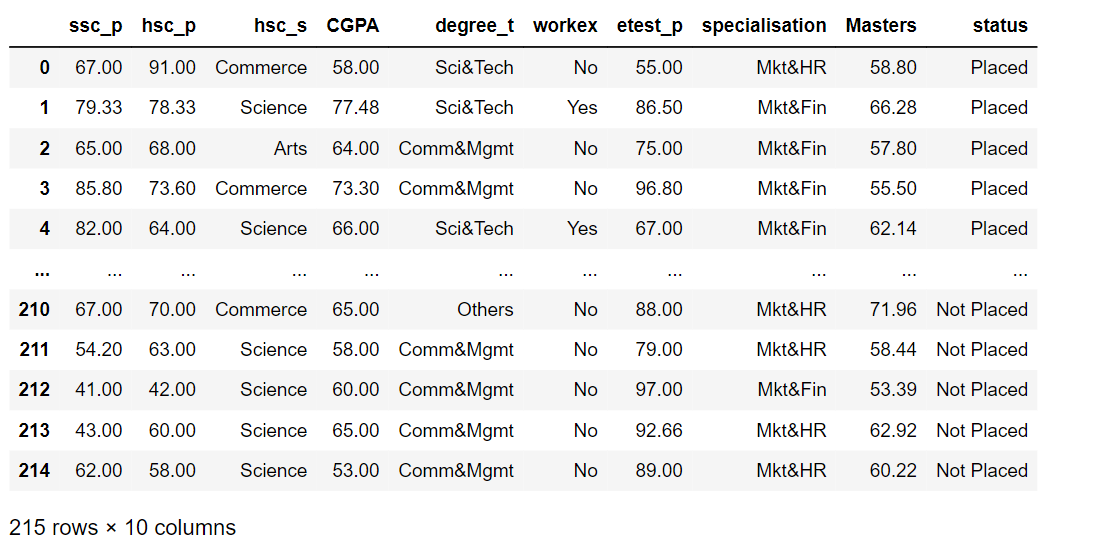 ssc_p hsc_p hsc_s CGPA degree_t workex etest_p specialisation Masters status
0 67.00 91.00 Commerce 58.00 Sci&Tech No 55.00 Mkt&HR 58.80 Placed
1 79.33 78.33 Science 77.48 Sci&Tech Yes 86.50 Mkt&Fin 66.28 Placed
2 65.00 68.00 Arts 64.00 Comm&Mgmt No 75.00 Mkt&Fin 57.80 Placed
3 85.80 73.60 Commerce 73.30 Comm&Mgmt No 96.80 Mkt&Fin 55.50 Placed
4 82.00 64.00 Science 66.00 Sci&Tech Yes 67.00 Mkt&Fin 62.14 Placed
... ... ... ... ... ... ... ... ... ... ...
210 67.00 70.00 Commerce 65.00 Others No 88.00 Mkt&HR 71.96 Not Placed
211 54.20 63.00 Science 58.00 Comm&Mgmt No 79.00 Mkt&HR 58.44 Not Placed
212 41.00 42.00 Science 60.00 Comm&Mgmt No 97.00 Mkt&Fin 53.39 Not Placed
213 43.00 60.00 Science 65.00 Comm&Mgmt No 92.66 Mkt&HR 62.92 Not Placed
214 62.00 58.00 Science 53.00 Comm&Mgmt No 89.00 Mkt&HR 60.22 Not Placed
215 rows × 10 columns